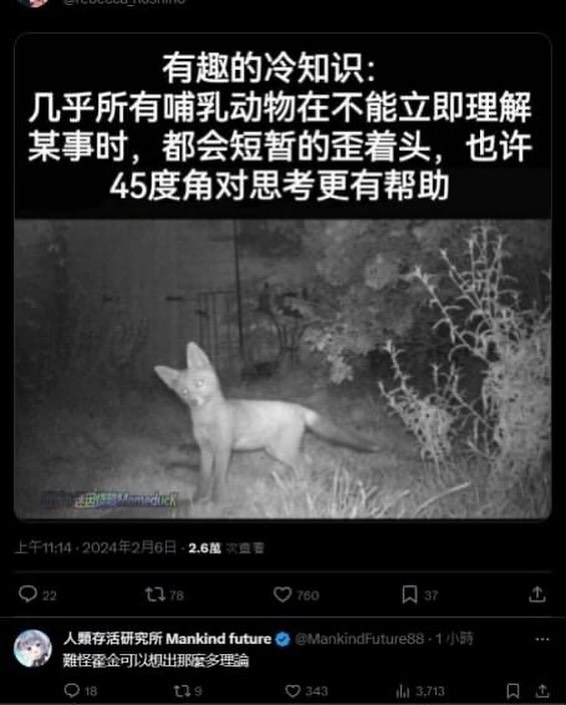 有趣的冷知识：
几乎所有哺乳动物在不能立即理解
某事时，都会短暂的歪着头，也许
45度角对思考更有帮助
上午11:14 · 2024年2月6日 · 2.6萬 次查看
22 78 760 37
人類存活研究所 Mankind future @MankindFuture88 · 1 小時
難怪霍金可以想出那麼多理論
18 9 343 3,713